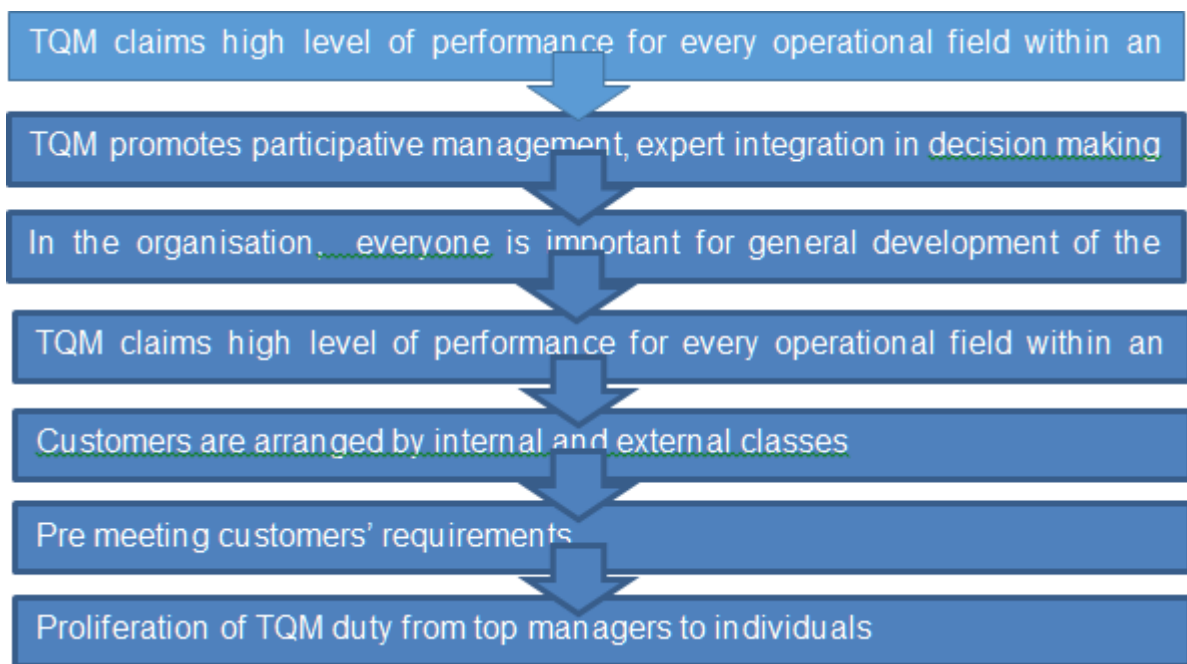 TQM claims high level of performance for every operational field within an
TQM promotes participative management, expert integration in decision making
In the organisation, everyone is important for general development of the
TQM claims high level of performance for every operational field within an
Customers are arranged by internal and external classes
Pre meeting customers’ requirements
Proliferation of TQM duty from top managers to individuals